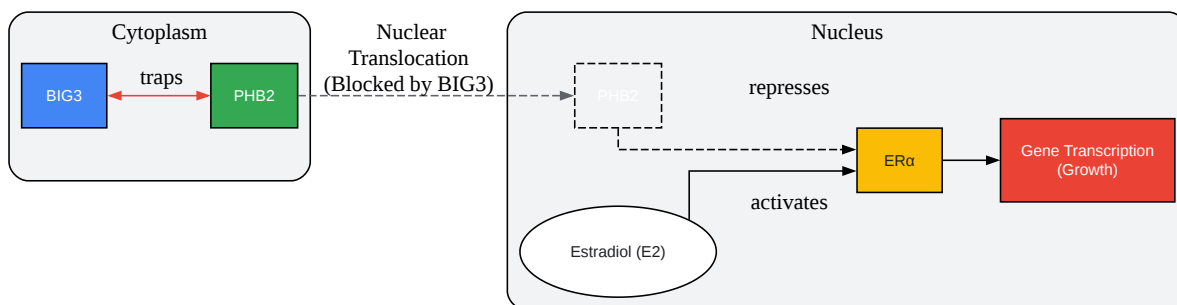 Cytoplasm
BIG3
traps
PHB2
Nuclear
Translocation
(Blocked by BIG3)
Nucleus
PHB2
represses
ERα
Gene Transcription
(Growth)
activates
Estradiol (E2)